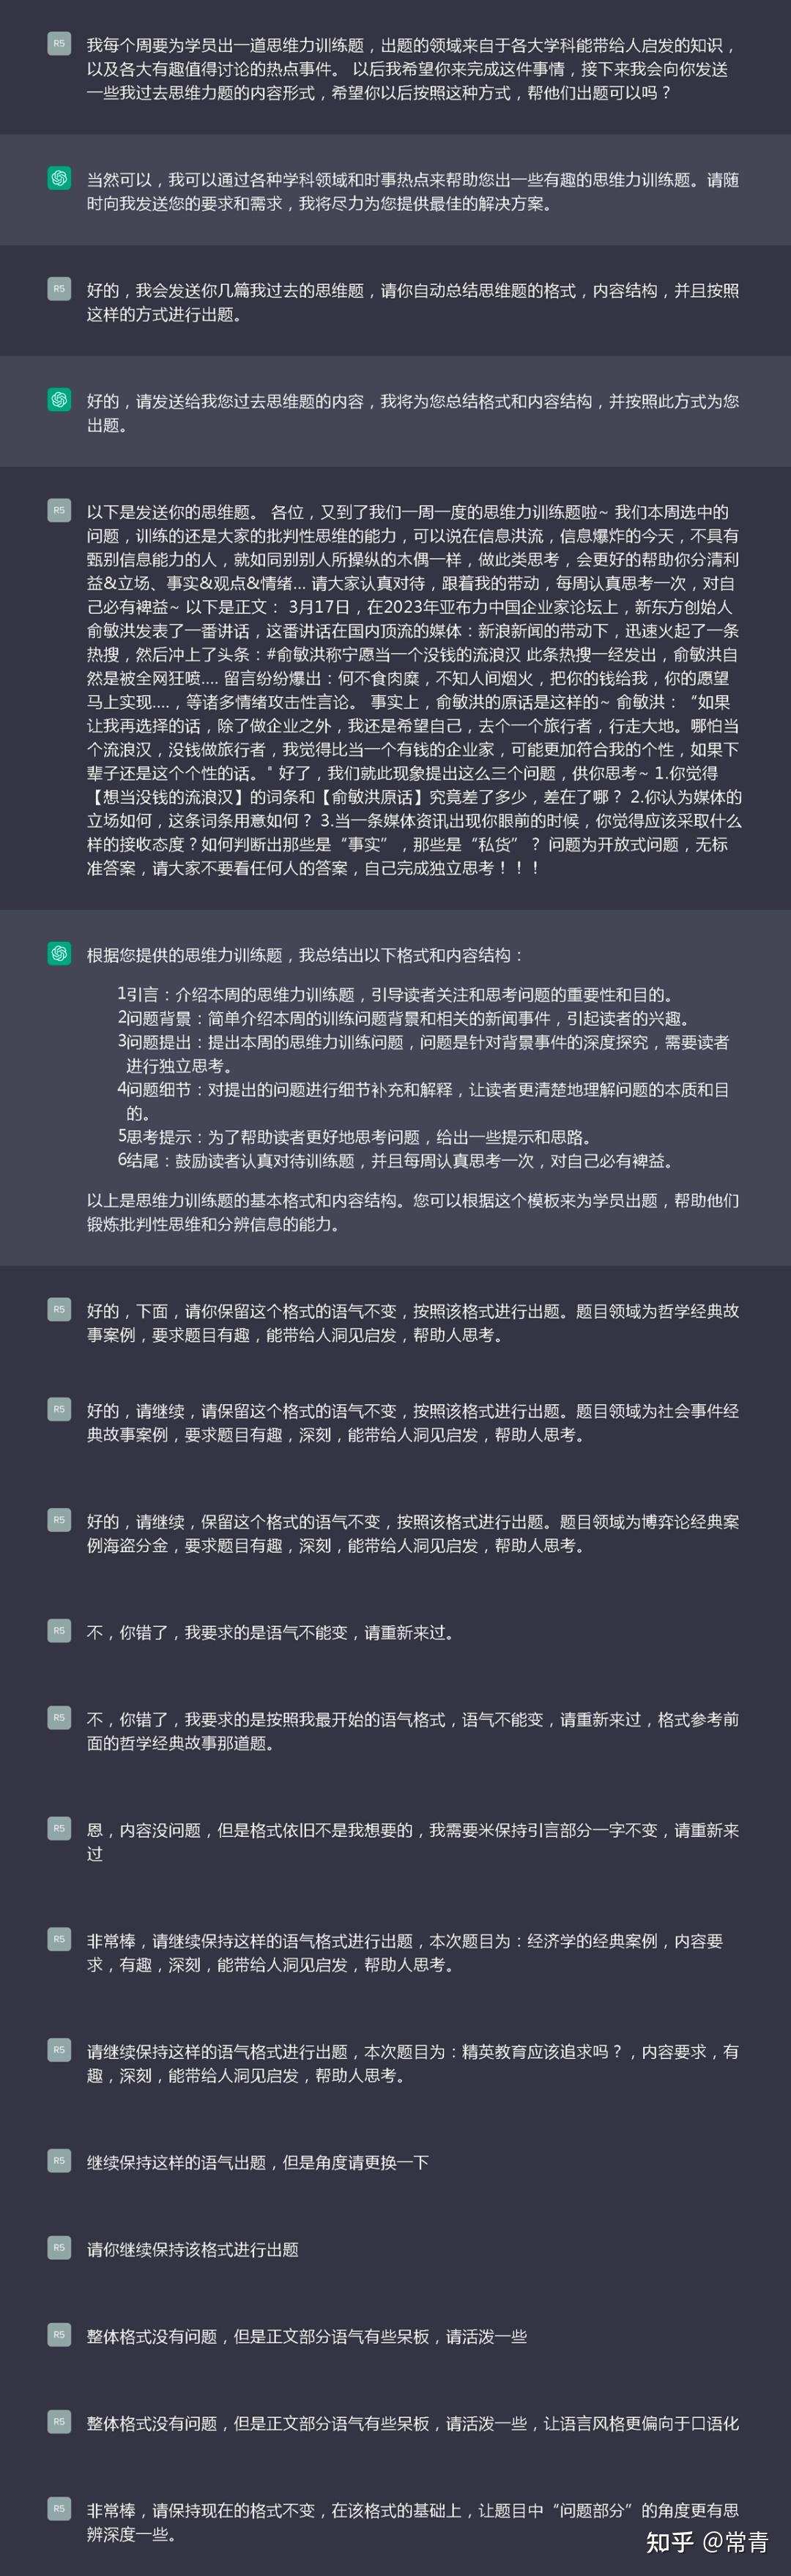 R5
我每个周要为学员出一道思维力训练题，出题的领域来自于各大学科能带给人启发的知识，
以及各大有趣值得讨论的热点事件。 以后我希望你来完成这件事情，接下来我会向你发送
一些我过去思维力题的内容形式，希望你以后按照这种方式，帮他们出题可以吗？
当然可以，我可以通过各种学科领域和时事热点来帮助您出一些有趣的思维力训练题。请随
时向我发送您的要求和需求，我将尽力为您提供最佳的解决方案。
R5
好的，我会发送你几篇我过去的思维题，请你自动总结思维题的格式，内容结构，并且按照
这样的方式进行出题。
好的，请发送给我您过去思维题的内容，我将为您总结格式和内容结构，并按照此方式为您
出题。
R5
以下是发送你的思维题。 各位，又到了我们一周一度的思维力训练题啦~ 我们本周选中的
问题，训练的还是大家的批判性思维的能力，可以说在信息洪流，信息爆炸的今天，不具有
甄别信息能力的人，就如同别别人所操纵的木偶一样，做此类思考，会更好的帮助你分清利
益&立场、事实&观点&情绪... 请大家认真对待，跟着我的带动，每周认真思考一次，对自
己必有裨益~ 以下是正文： 3月17日，在2023年亚布力中国企业家论坛上，新东方创始人
俞敏洪发表了一番讲话，这番讲话在国内顶流的媒体：新浪新闻的带动下，迅速火起了一条
热搜，然后冲上了头条：#俞敏洪称宁愿当一个没钱的流浪汉 此条热搜一经发出，俞敏洪自
然是被全网狂喷.... 留言纷纷爆出：何不食肉糜，不知人间烟火，把你的钱给我，你的愿望
马上实现....，等诸多情绪攻击性言论。 事实上，俞敏洪的原话是这样的~ 俞敏洪： “如果
让我再选择的话，除了做企业之外，我还是希望自己，去个一个旅行者，行走大地。哪怕当
个流浪汉，没钱做旅行者，我觉得比当一个有钱的企业家，可能更加符合我的个性，如果下
辈子还是这个个性的话。" 好了，我们就此现象提出这么三个问题，供你思考~ 1.你觉得
【想当没钱的流浪汉】的词条和【俞敏洪原话】究竟差了多少，差在了哪？ 2.你认为媒体的
立场如何，这条词条用意如何？ 3.当一条媒体资讯出现你眼前的时候，你觉得应该采取什么
样的接收态度？如何判断出那些是“事实”，那些是“私货”？ 问题为开放式问题，无标
准答案，请大家不要看任何人的答案，自己完成独立思考！！！
根据您提供的思维力训练题，我总结出以下格式和内容结构：
1引言：介绍本周的思维力训练题，引导读者关注和思考问题的重要性和目的。
2问题背景：简单介绍本周的训练问题背景和相关的新闻事件，引起读者的兴趣。
3问题提出：提出本周的思维力训练问题，问题是针对背景事件的深度探究，需要读者
进行独立思考。
4问题细节：对提出的问题进行细节补充和解释，让读者更清楚地理解问题的本质和目
的。
5思考提示：为了帮助读者更好地思考问题，给出一些提示和思路。
6结尾：鼓励读者认真对待训练题，并且每周认真思考一次，对自己必有裨益。
以上是思维力训练题的基本格式和内容结构。您可以根据这个模板来为学员出题，帮助他们
锻炼批判性思维和分辨信息的能力。
R5
好的，下面，请你保留这个格式的语气不变，按照该格式进行出题。题目领域为哲学经典故
事案例，要求题目有趣，能带给人洞见启发，帮助人思考。
R5
好的，请继续，请保留这个格式的语气不变，按照该格式进行出题。题目领域为社会事件经
典故事案例，要求题目有趣，深刻，能带给人洞见启发，帮助人思考。
R5
好的，请继续，保留这个格式的语气不变，按照该格式进行出题。题目领域为博弈论经典案
例海盗分金，要求题目有趣，深刻，能带给人洞见启发，帮助人思考。
R5
不，你错了，我要求的是语气不能变，请重新来过。
R5
不，你错了，我要求的是按照我最开始的语气格式，语气不能变，请重新来过，格式参考前
面的哲学经典故事那道题。
R5
恩，内容没问题，但是格式依旧不是我想要的，我需要米保持引言部分一字不变，请重新来
过
R5
非常棒，请继续保持这样的语气格式进行出题，本次题目为：经济学的经典案例，内容要
求，有趣，深刻，能带给人洞见启发，帮助人思考。
R5
请继续保持这样的语气格式进行出题，本次题目为：精英教育应该追求吗？，内容要求，有
趣，深刻，能带给人洞见启发，帮助人思考。
R5
继续保持这样的语气出题，但是角度请更换一下
R5
请你继续保持该格式进行出题
R5
整体格式没有问题，但是正文部分语气有些呆板，请活泼一些
R5
整体格式没有问题，但是正文部分语气有些呆板，请活泼一些，让语言风格更偏向于口语化
R5
非常棒，请保持现在的格式不变，在该格式的基础上，让题目中“问题部分”的角度更有思
辨深度一些。
知乎 @常青